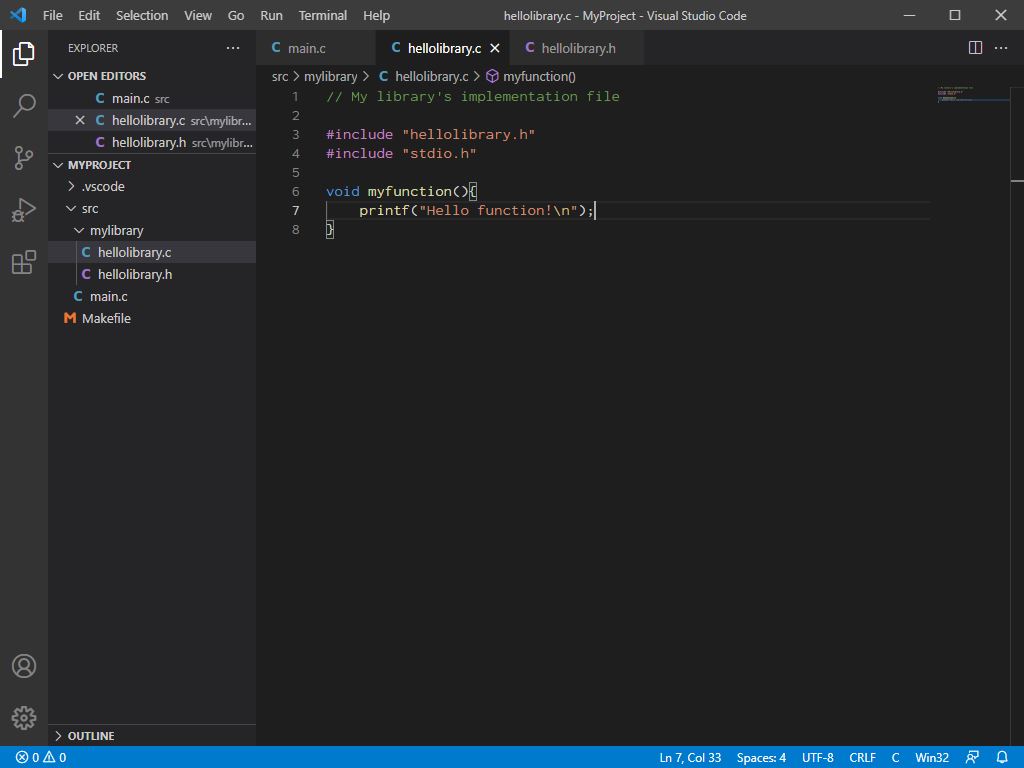 File Edit Selection View Go Run Terminal Help hellolibrary.c - MyProject - Visual Studio Code
EXPLORER
OPEN EDITORS
C main.c src
C hellolibrary.c src\mylibr...
C hellolibrary.h src\mylibr...
MYPROJECT
.vscode
src
mylibrary
C hellolibrary.c
C hellolibrary.h
C main.c
M Makefile
OUTLINE
C main.c C hellolibrary.c C hellolibrary.h
src > mylibrary > C hellolibrary.c > myfunction()
1 // My library's implementation file
2
3 #include "hellolibrary.h"
4 #include "stdio.h"
5
6 void myfunction(){
7 printf("Hello function!\n");
8 }
0 0 Ln 7, Col 33 Spaces: 4 UTF-8 CRLF C Win32